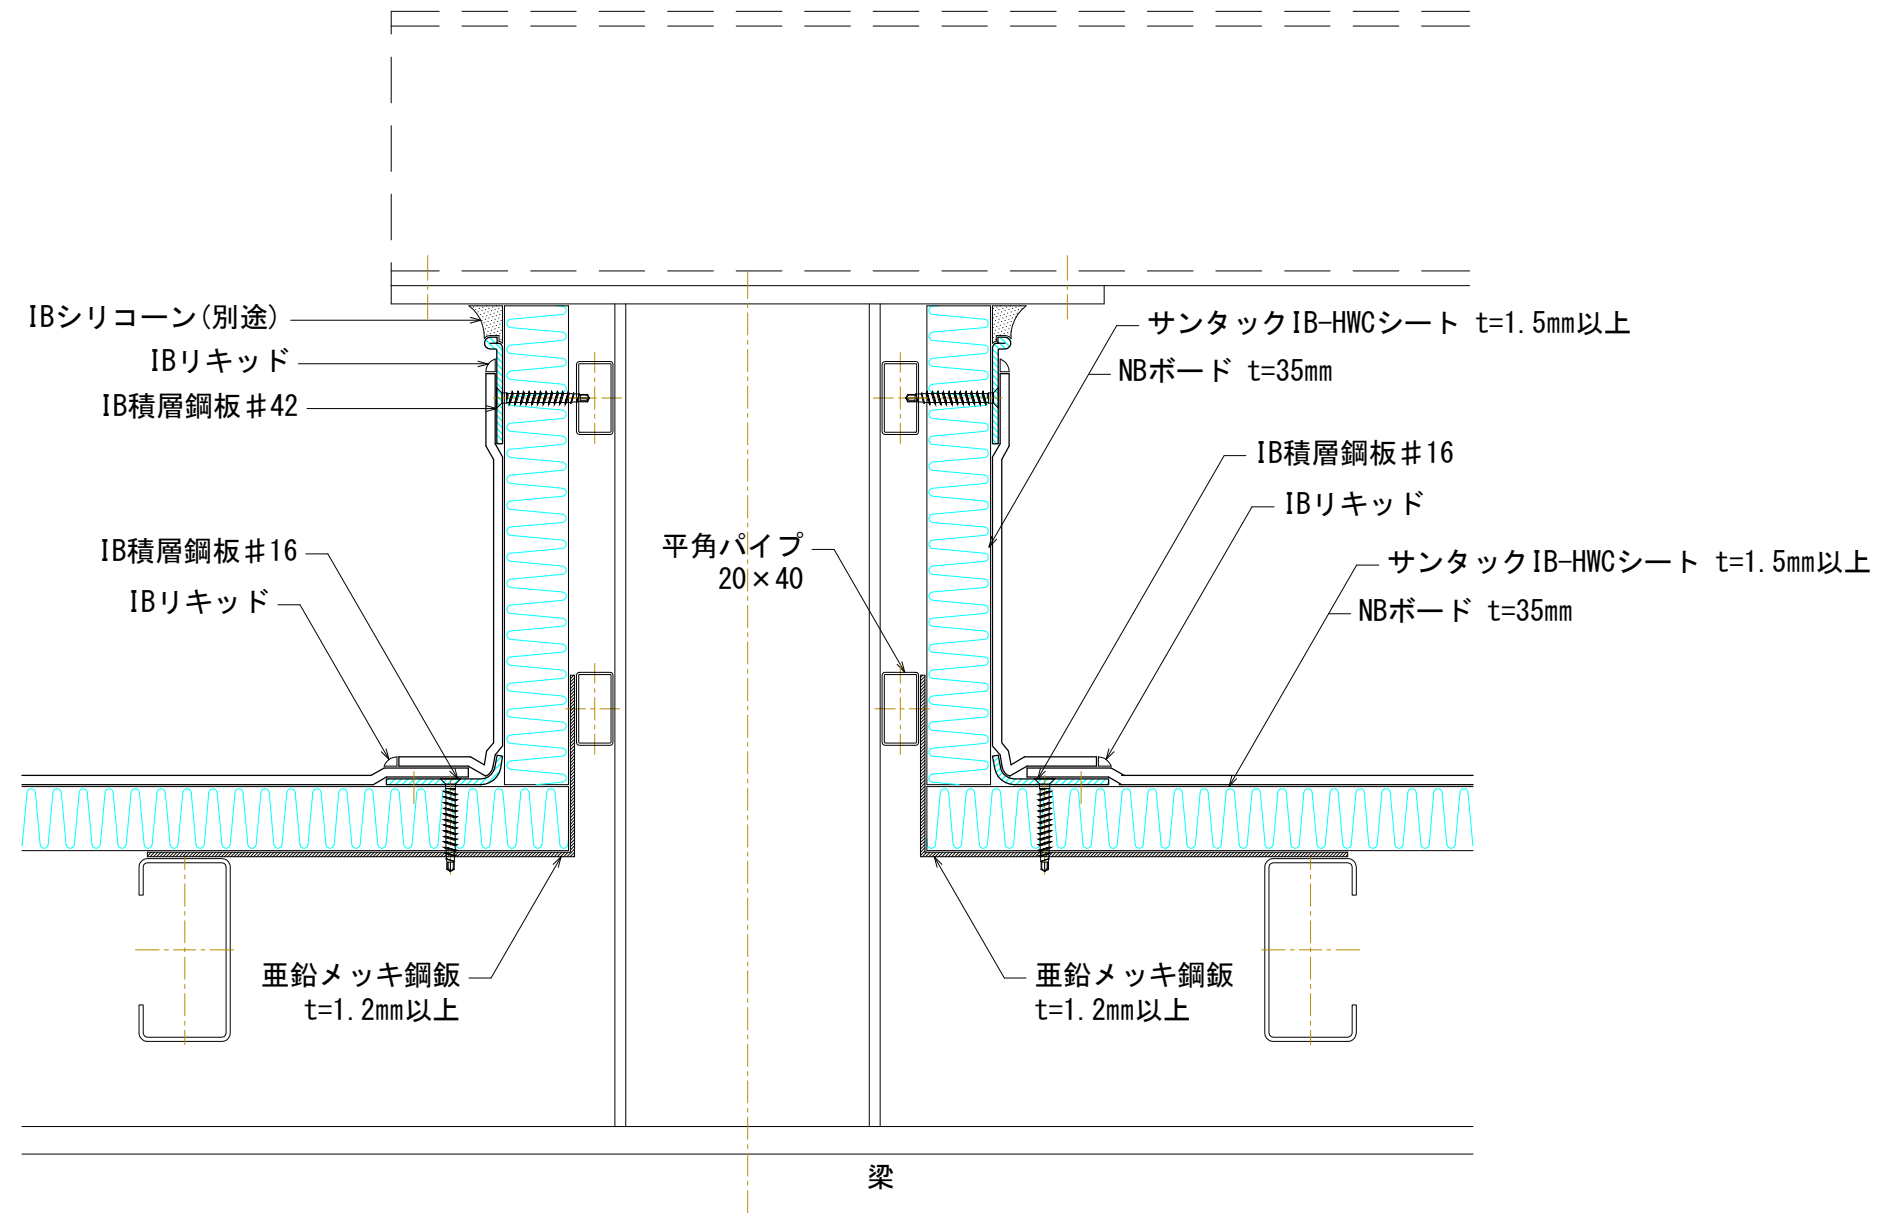 IBシリコーン(別途)
IBリキッド
IB積層鋼板♯42
サンタックIB-HWCシート t=1.5mm以上
NBボード t=35mm
IB積層鋼板♯16
IBリキッド
IB積層鋼板♯16
IBリキッド
平角パイプ
20×40
サンタックIB-HWCシート t=1.5mm以上
NBボード t=35mm
亜鉛メッキ鋼鈑
t=1.2mm以上
亜鉛メッキ鋼鈑
t=1.2mm以上
梁